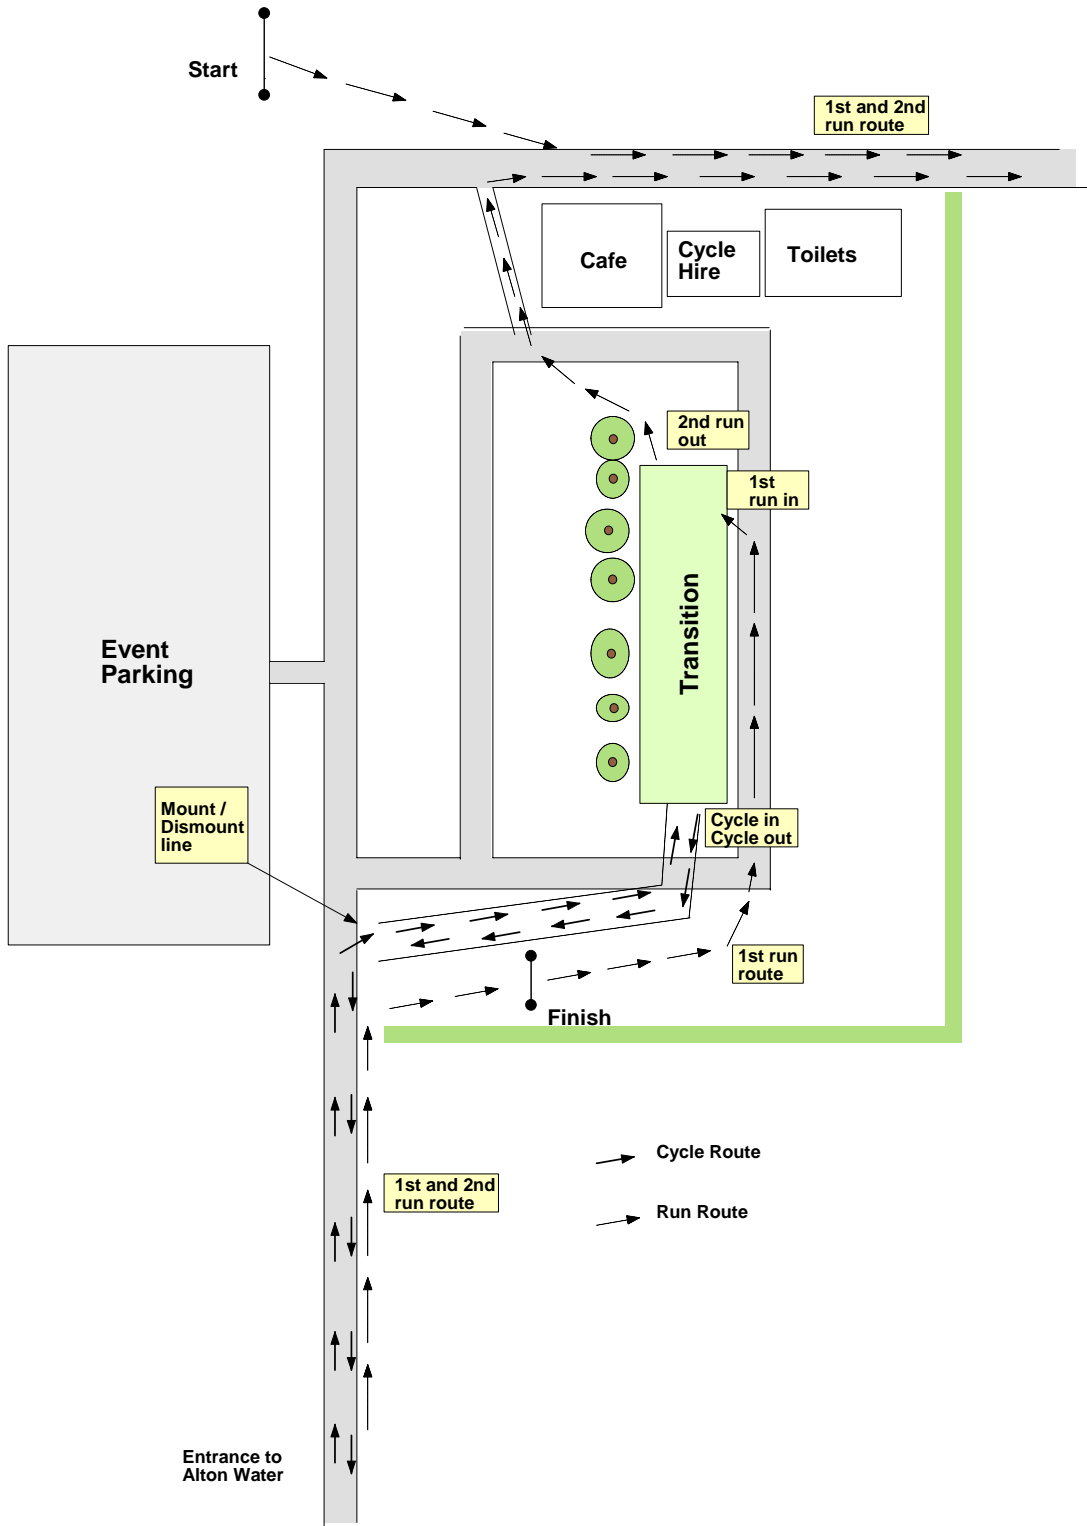 Start
1st and 2nd
run route
Cafe
Cycle
Hire
Toilets
2nd run
out
1st
run in
Event
Parking
Transition
Mount /
Dismount
line
Cycle in
Cycle out
1st run
route
Finish
Cycle Route
1st and 2nd
run route
Run Route
Entrance to
Alton Water